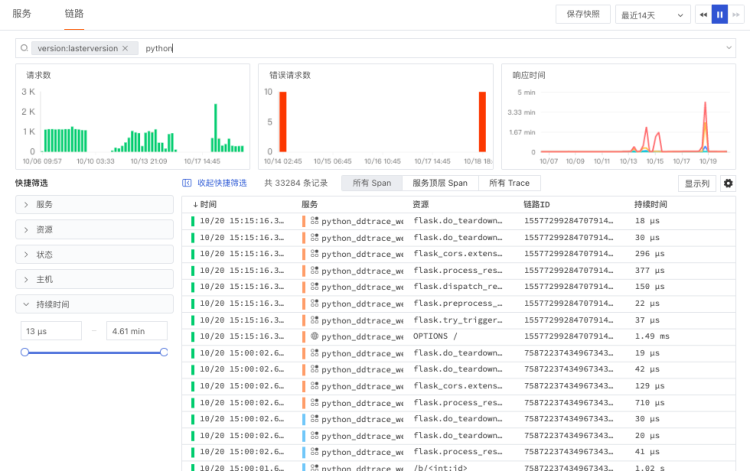 服务 链路
保存快照 最近14天
version:lasterversion × python
请求数
3 K
2 K
1 K
0
10/06 09:57 10/10 03:33 10/13 21:09 10/17 14:45
错误请求数
10
5
0
10/14 02:45 10/15 06:45 10/16 10:45 10/17 14:45 10/18 18:
响应时间
5 min
3.33 min
1.67 min
0
10/07 10/09 10/11 10/13 10/15 10/17 10/19
快捷筛选
收起快捷筛选 共 33284 条记录 所有 Span 服务顶层 Span 所有 Trace 显示列
服务
资源
状态
主机
持续时间
13 μs - 4.61 min
↓时间 服务 资源 链路ID 持续时间
10/20 15:15:16.3… python_ddtrace_we flask.do_teardown… 15577299284707914… 18 μs
10/20 15:15:16.3… python_ddtrace_we flask.do_teardown… 15577299284707914… 30 μs
10/20 15:15:16.3… python_ddtrace_we flask_cors.extens… 15577299284707914… 296 μs
10/20 15:15:16.3… python_ddtrace_we flask.process_res… 15577299284707914… 377 μs
10/20 15:15:16.3… python_ddtrace_we flask.dispatch_re… 15577299284707914… 150 μs
10/20 15:15:16.3… python_ddtrace_we flask.preprocess_… 15577299284707914… 22 μs
10/20 15:15:16.3… python_ddtrace_we flask.try_trigger… 15577299284707914… 37 μs
10/20 15:15:16.3… python_ddtrace_we OPTIONS / 15577299284707914… 1.49 ms
10/20 15:00:02.6… python_ddtrace_we flask.do_teardown… 75872237434967343… 19 μs
10/20 15:00:02.6… python_ddtrace_we flask.do_teardown… 75872237434967343… 42 μs
10/20 15:00:02.6… python_ddtrace_we flask_cors.extens… 75872237434967343… 129 μs
10/20 15:00:02.6… python_ddtrace_we flask.process_res… 75872237434967343… 710 μs
10/20 15:00:02.6… python_ddtrace_we flask.do_teardown… 75872237434967343… 30 μs
10/20 15:00:02.6… python_ddtrace_we flask.do_teardown… 75872237434967343… 20 μs
10/20 15:00:02.6… python_ddtrace_we flask.process_res… 75872237434967343… 41 μs
10/20 15:00:01.6… python_ddtrace_we /b/<int:id> 75872237434967343… 1.02 s